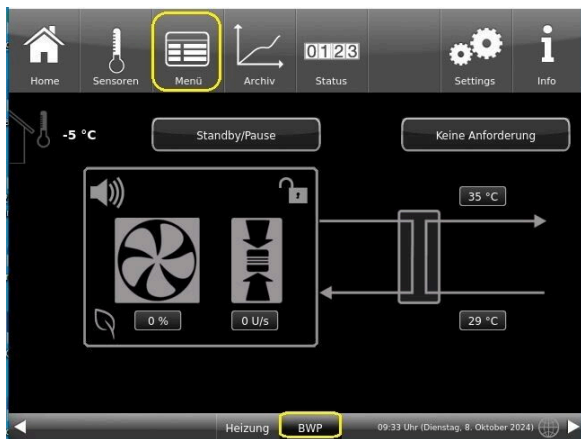 0123
Home Sensoren Menü Archiv Status Settings Info
-5 °C Standby/Pause Keine Anforderung
35 °C
0 % 0 U/s 29 °C
Heizung BWP 09:33 Uhr (Dienstag, 8. Oktober 2024)